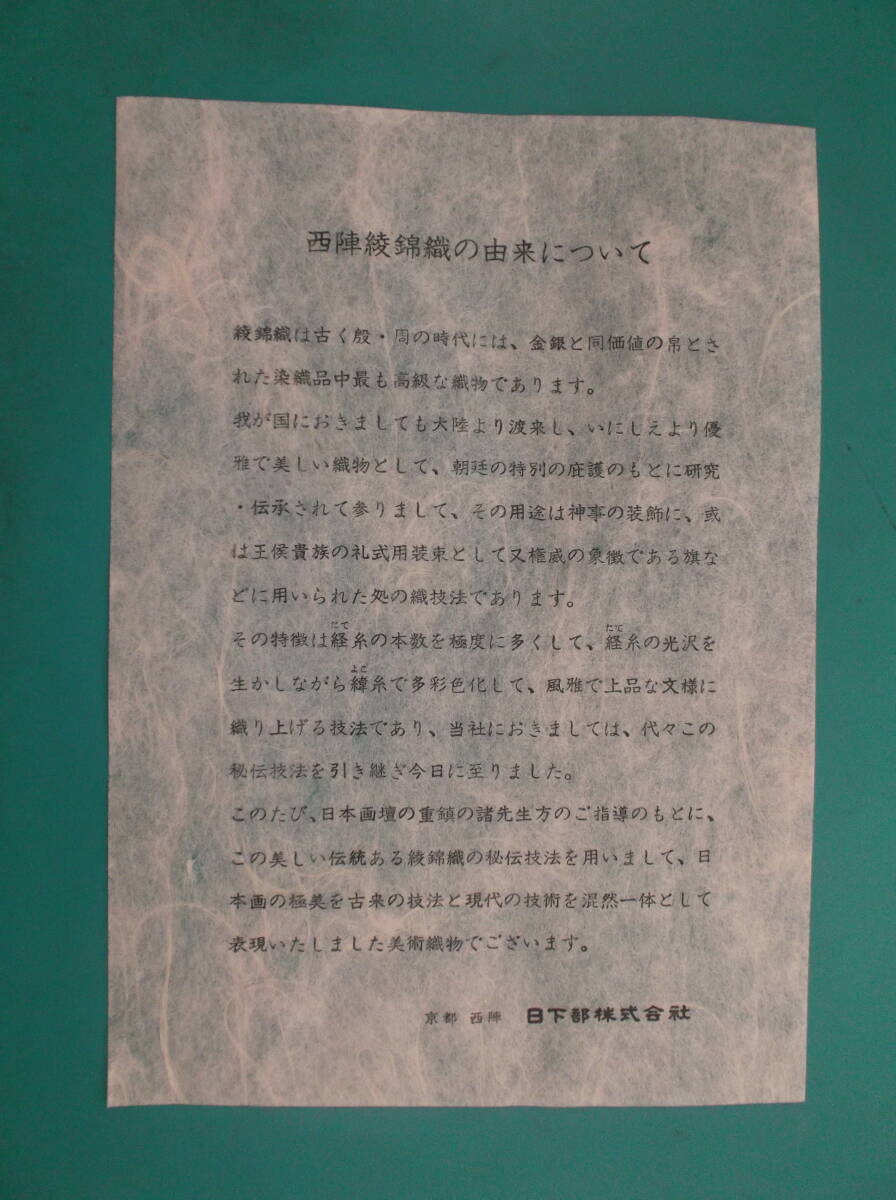 西陣綾錦織の由来について
綾錦織は古く殷・周の時代には、金銀と同価値の帛とさ
れた染織品中最も高級な織物であります。
我が国におきましても大陸より渡来し、いにしえより優
雅で美しい織物として、朝廷の特別の庇護のもとに研究
・伝承されて参りまして、その用途は神事の装飾に、或
は王侯貴族の礼式用装束として又権威の象徴である旗な
どに用いられた処の織技法であります。
その特徴は経糸の本数を極度に多くして、経糸の光沢を
生かしながら緯糸で多彩色化して、風雅で上品な文様に
織り上げる技法であり、当社におきましては、代々この
秘伝技法を引き継ぎ今日に至りました。
このたび、日本画壇の重鎮の諸先生方のご指導のもとに、
この美しい伝統ある綾錦織の秘伝技法を用いまして、日
本画の極美を古来の技法と現代の技術を混然一体として
表現いたしました美術織物でございます。
京都 西陣 日下部株式会社